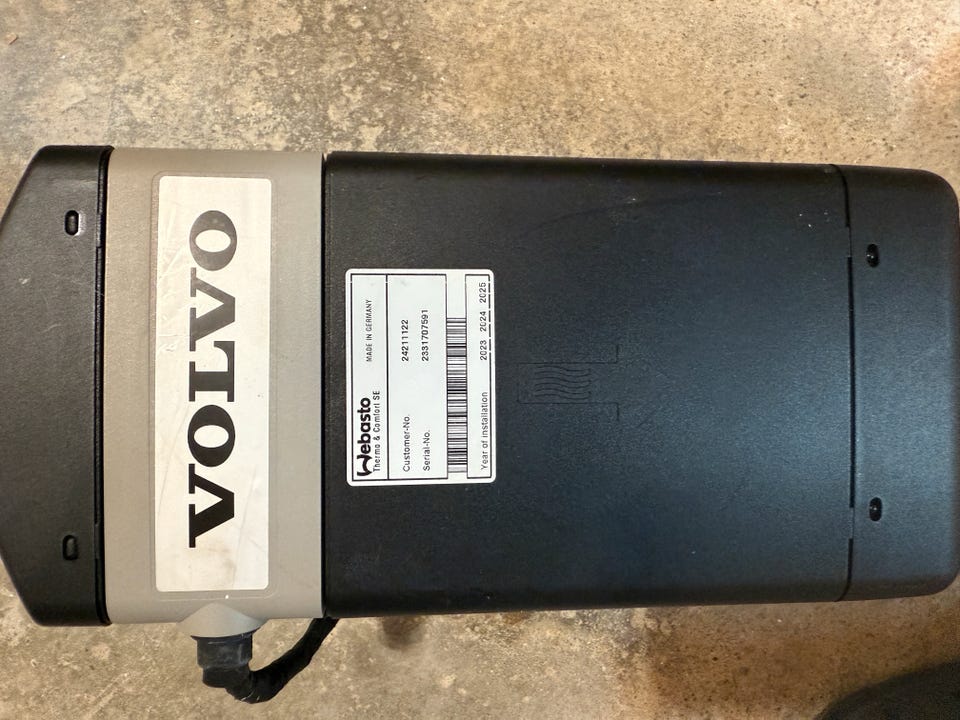 VOLVO
Webasto
Thermo & Comfort SE MADE IN GERMANY
Customer-No. 24211122
Serial-No. 2331707591
Year of installation 2023 2024 2025